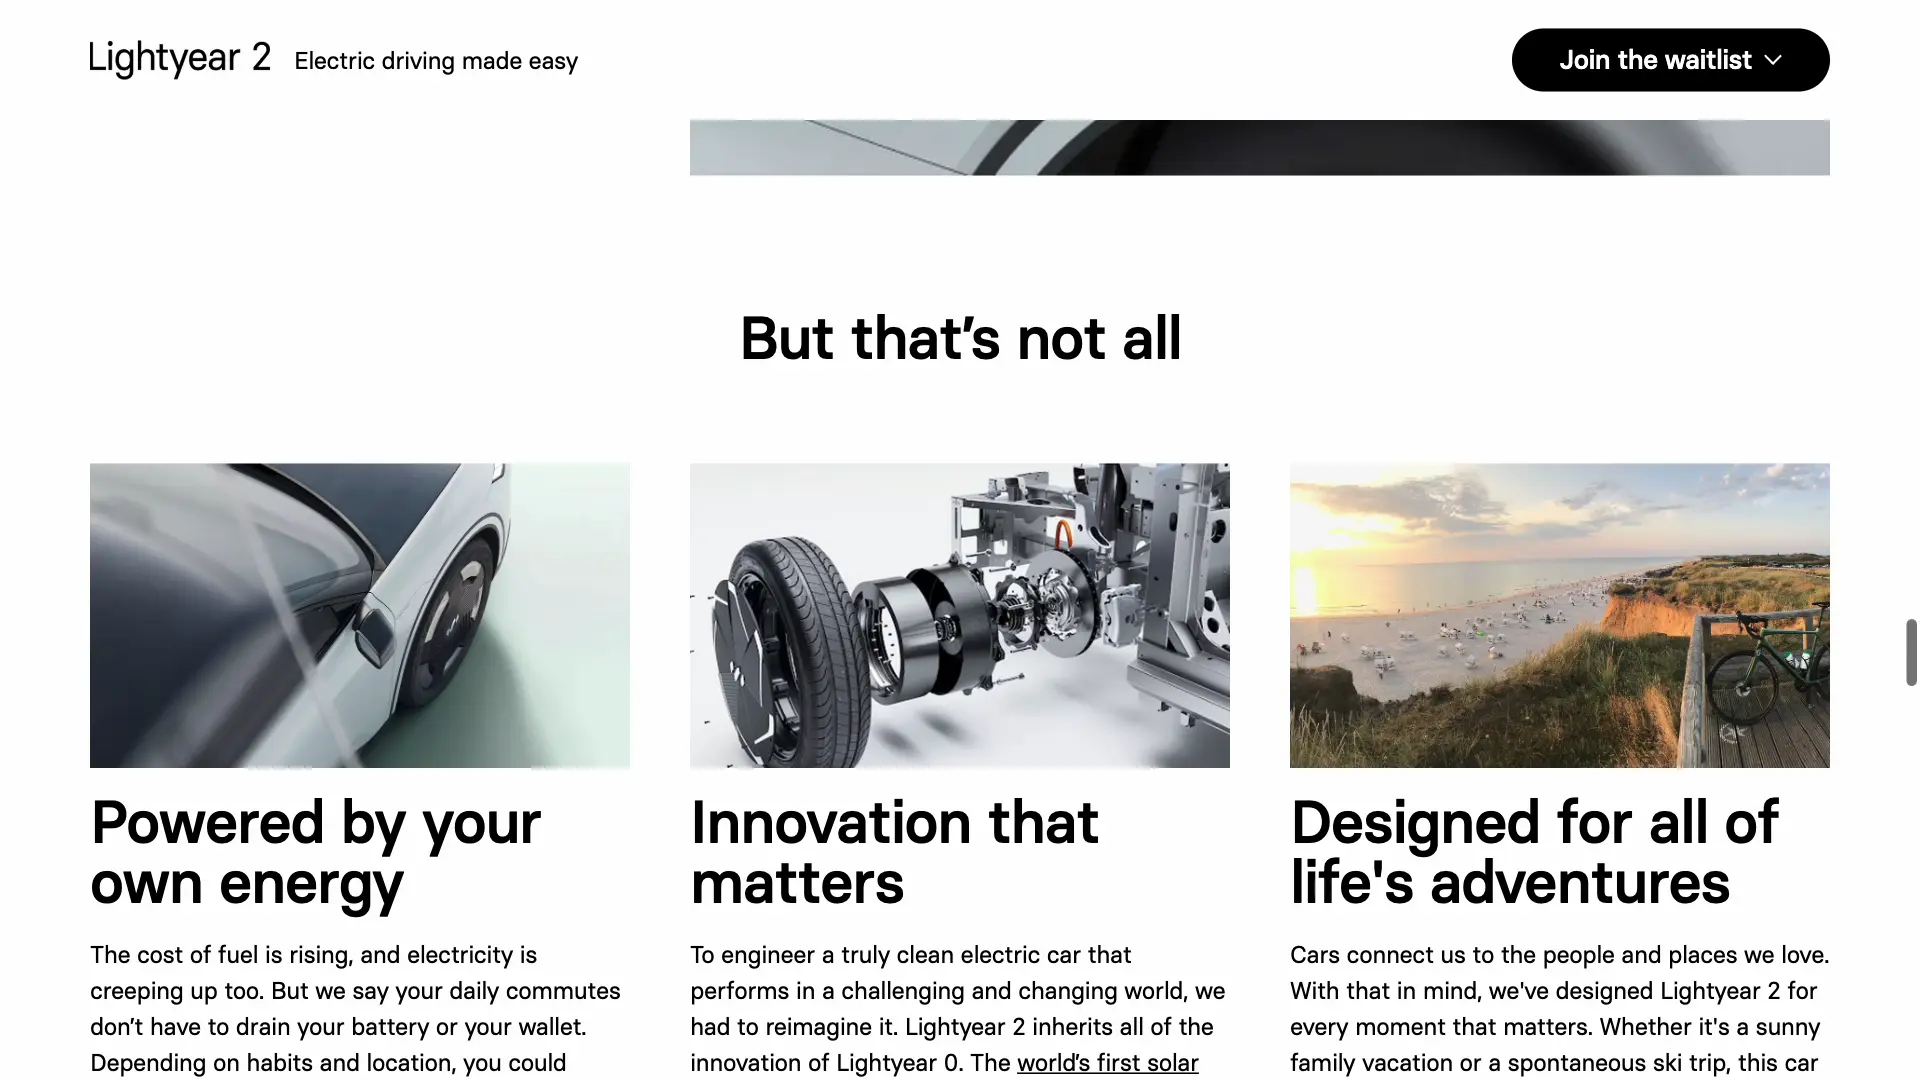 Lightyear 2 Electric driving made easy
Join the waitlist
But that’s not all
Powered by your
own energy
The cost of fuel is rising, and electricity is
creeping up too. But we say your daily commutes
don’t have to drain your battery or your wallet.
Depending on habits and location, you could
Innovation that
matters
To engineer a truly clean electric car that
performs in a challenging and changing world, we
had to reimagine it. Lightyear 2 inherits all of the
innovation of Lightyear 0. The world’s first solar
Designed for all of
life's adventures
Cars connect us to the people and places we love.
With that in mind, we've designed Lightyear 2 for
every moment that matters. Whether it's a sunny
family vacation or a spontaneous ski trip, this car